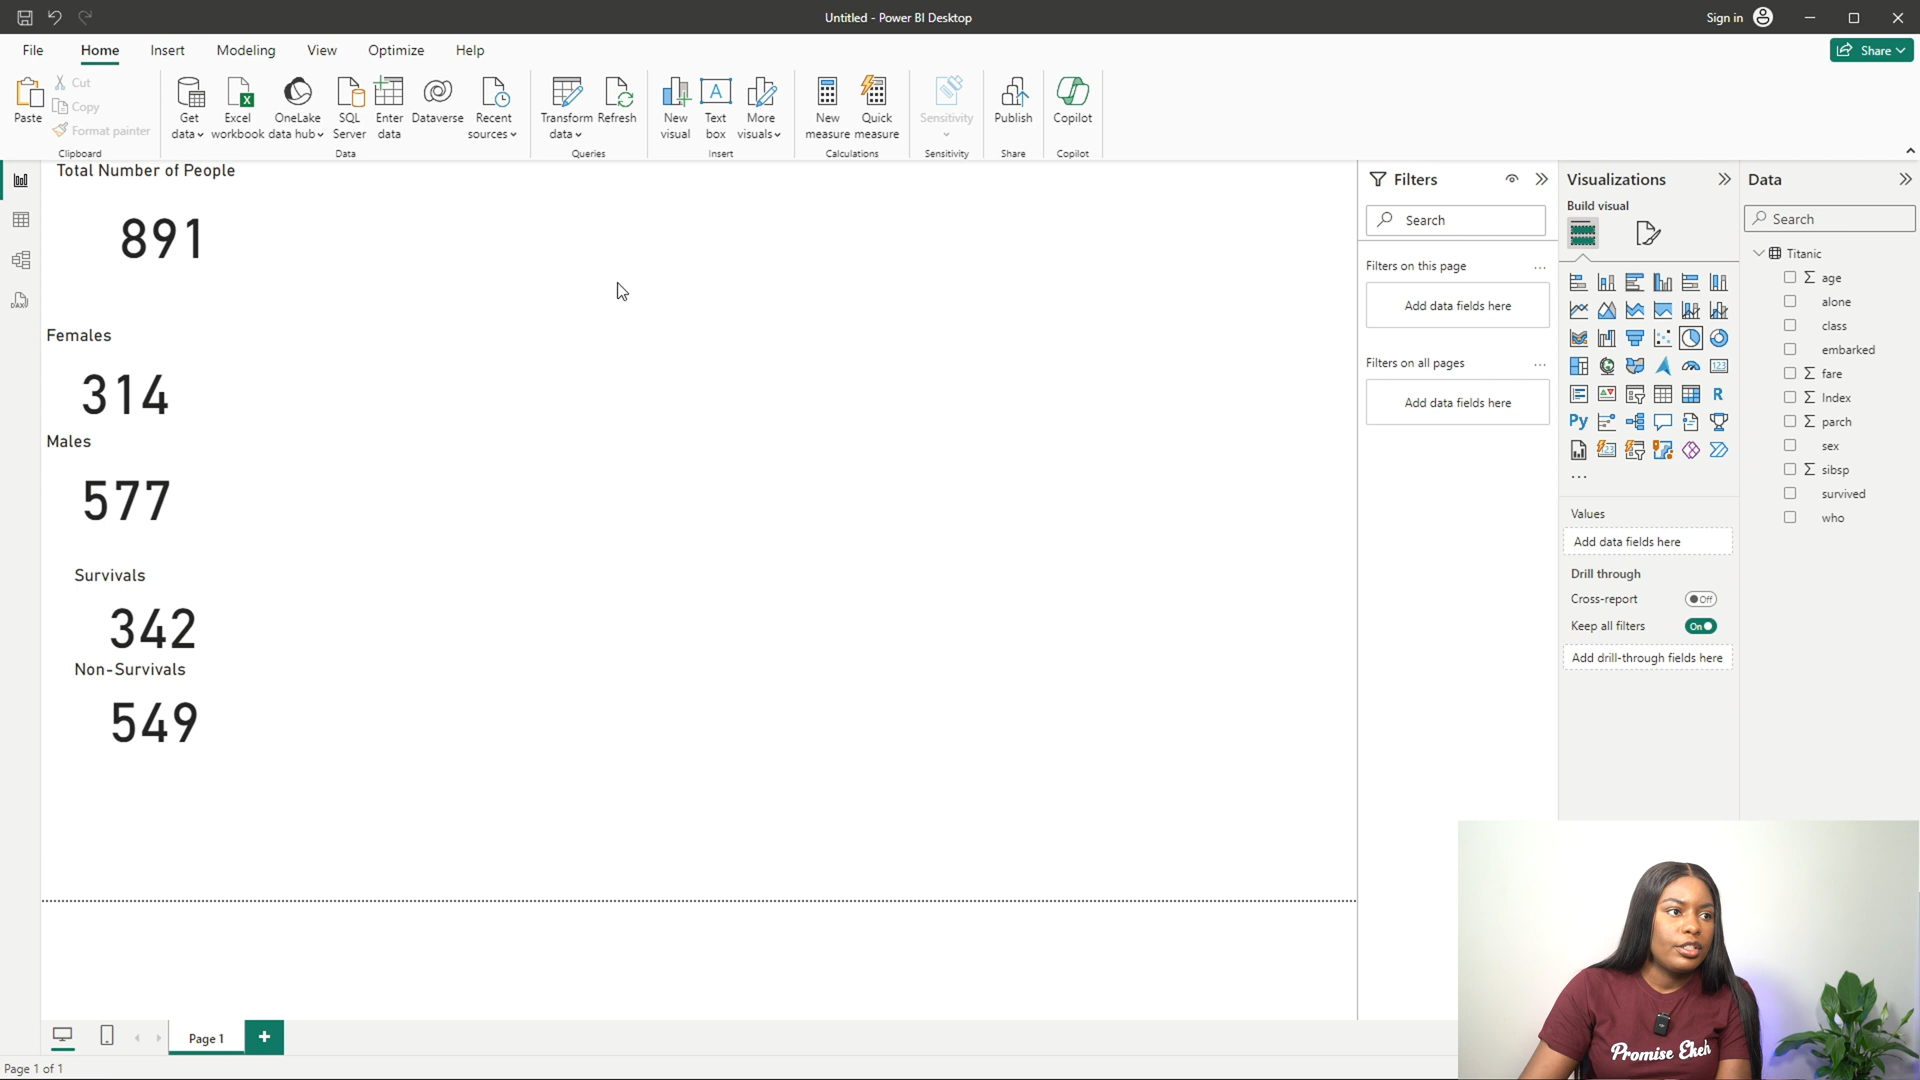 Untitled - Power BI Desktop
Sign in
File
Home
Insert
Modeling
View
Optimize
Help
Share
Paste
Cut
Copy
Format painter
Clipboard
Get data
Excel workbook
OneLake data hub
SQL Server
Enter data
Dataverse
Recent sources
Data
Transform data
Refresh
Queries
New visual
Text box
More visuals
Insert
New measure
Quick measure
Calculations
Sensitivity
Sensitivity
Publish
Share
Copilot
Copilot
Total Number of People
891
Females
314
Males
577
Survivals
342
Non-Survivals
549
Filters
Search
Filters on this page
...
Add data fields here
Filters on all pages
...
Add data fields here
Visualizations
Build visual
123
R
Py
123
...
Values
Add data fields here
Drill through
Cross-report
Off
Keep all filters
On
Add drill-through fields here
Data
Search
Titanic
∑ age
alone
class
embarked
∑ fare
∑ Index
∑ parch
sex
∑ sibsp
survived
who
DAX
A
X
Promise Ekeh
Page 1
+
Page 1 of 1